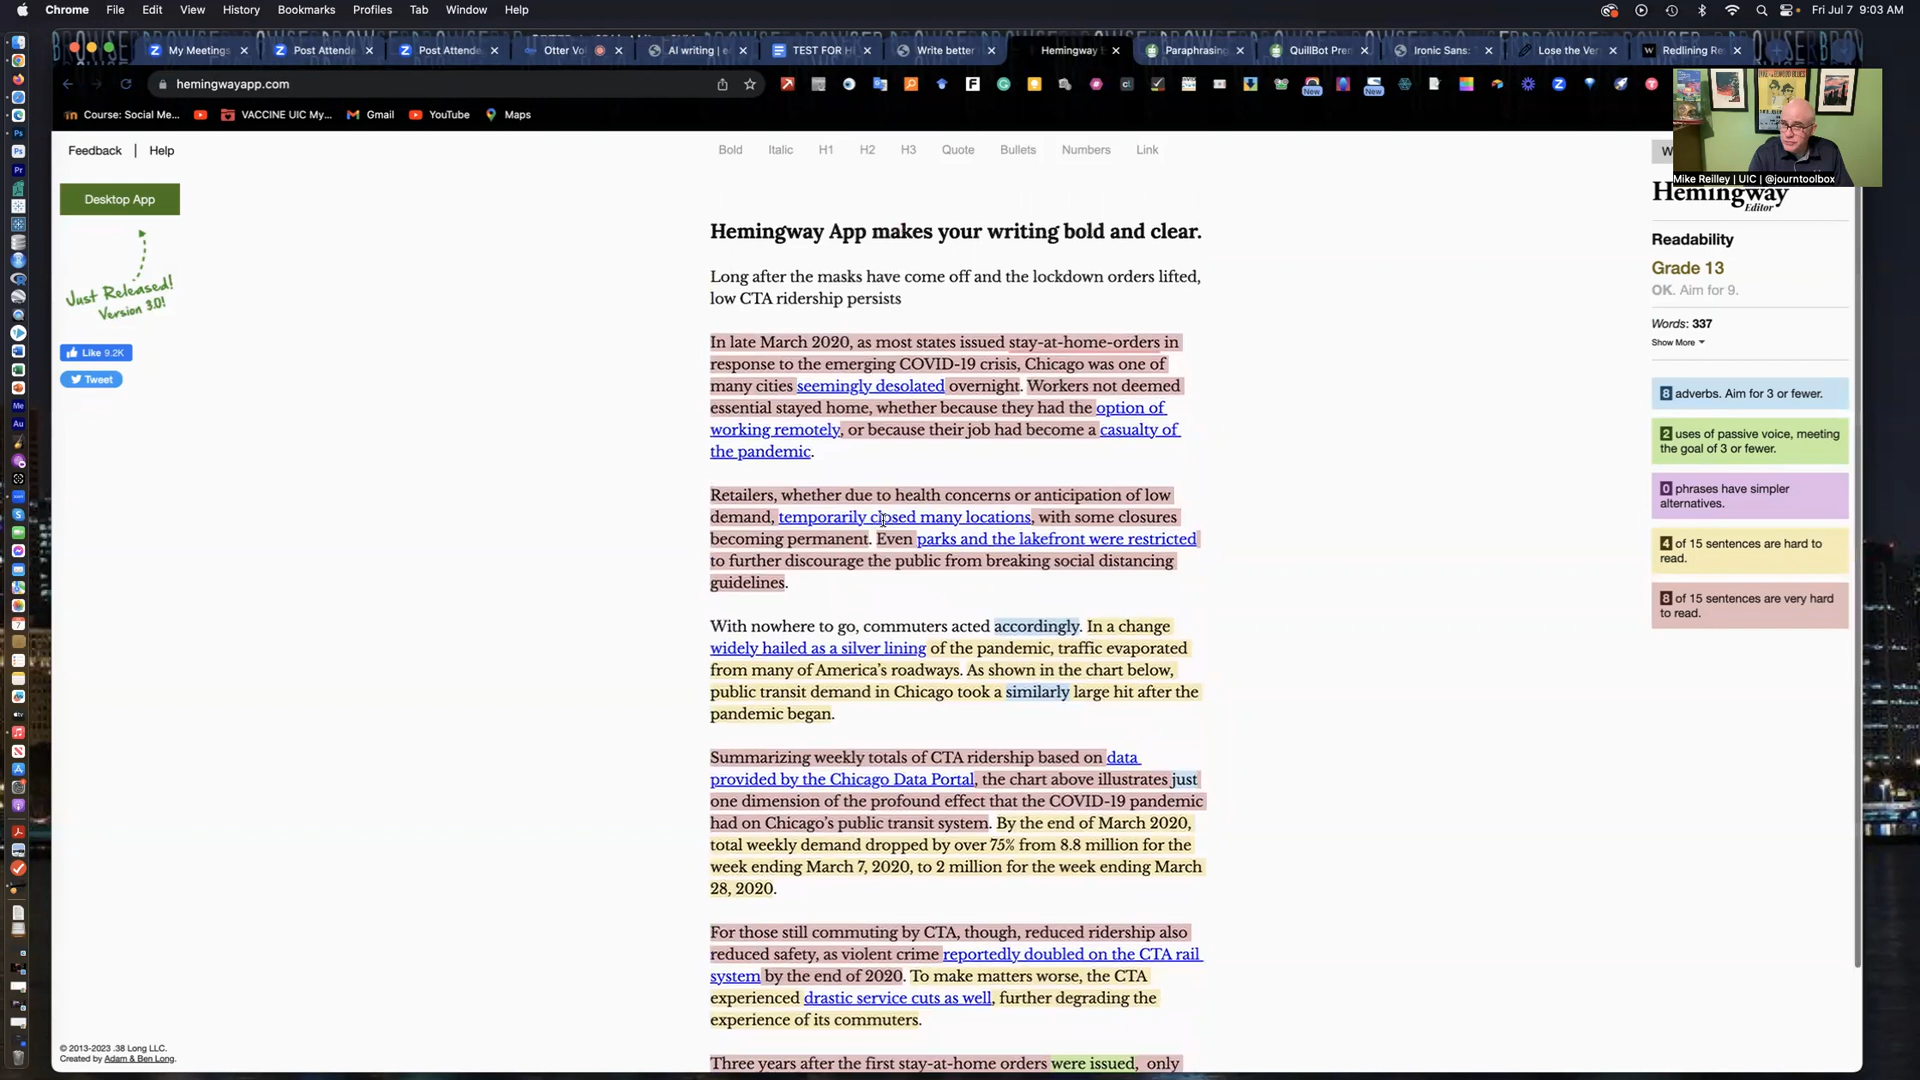 Chrome File Edit View History Bookmarks Profiles Tab Window Help
Fri Jul 7 9:03 AM
My Meetings
Post Attende
Post Attende
Otter Vo
AI writing | e
TEST FOR H
Write better
Hemingway E
Paraphrasing
QuillBot Pre
Ironic Sans:
Lose the Ver
Redlining Re
hemingwayapp.com
New
New
Course: Social Me...
VACCINE UIC My...
Gmail
YouTube
Maps
Mike Reilley | UIC | @journtoolbox
Feedback | Help
Bold Italic H1 H2 H3 Quote Bullets Numbers Link
W
Desktop App
Just Released!
Version 3.0!
Like 9.2K
Tweet
Hemingway App makes your writing bold and clear.
Long after the masks have come off and the lockdown orders lifted,
low CTA ridership persists
In late March 2020, as most states issued stay-at-home-orders in
response to the emerging COVID-19 crisis, Chicago was one of
many cities seemingly desolated overnight. Workers not deemed
essential stayed home, whether because they had the option of
working remotely, or because their job had become a casualty of
the pandemic.
Retailers, whether due to health concerns or anticipation of low
demand, temporarily closed many locations, with some closures
becoming permanent. Even parks and the lakefront were restricted
to further discourage the public from breaking social distancing
guidelines.
With nowhere to go, commuters acted accordingly. In a change
widely hailed as a silver lining of the pandemic, traffic evaporated
from many of America's roadways. As shown in the chart below,
public transit demand in Chicago took a similarly large hit after the
pandemic began.
Summarizing weekly totals of CTA ridership based on data
provided by the Chicago Data Portal, the chart above illustrates just
one dimension of the profound effect that the COVID-19 pandemic
had on Chicago's public transit system. By the end of March 2020,
total weekly demand dropped by over 75% from 8.8 million for the
week ending March 7, 2020, to 2 million for the week ending March
28, 2020.
For those still commuting by CTA, though, reduced ridership also
reduced safety, as violent crime reportedly doubled on the CTA rail
system by the end of 2020. To make matters worse, the CTA
experienced drastic service cuts as well, further degrading the
experience of its commuters.
Three years after the first stay-at-home orders were issued, only
Hemingway
Editor
Readability
Grade 13
OK. Aim for 9.
Words: 337
Show More
8 adverbs. Aim for 3 or fewer.
2 uses of passive voice, meeting
the goal of 3 or fewer.
0 phrases have simpler
alternatives.
4 of 15 sentences are hard to
read.
8 of 15 sentences are very hard
to read.
© 2013-2023 .38 Long LLC.
Created by Adam & Ben Long.